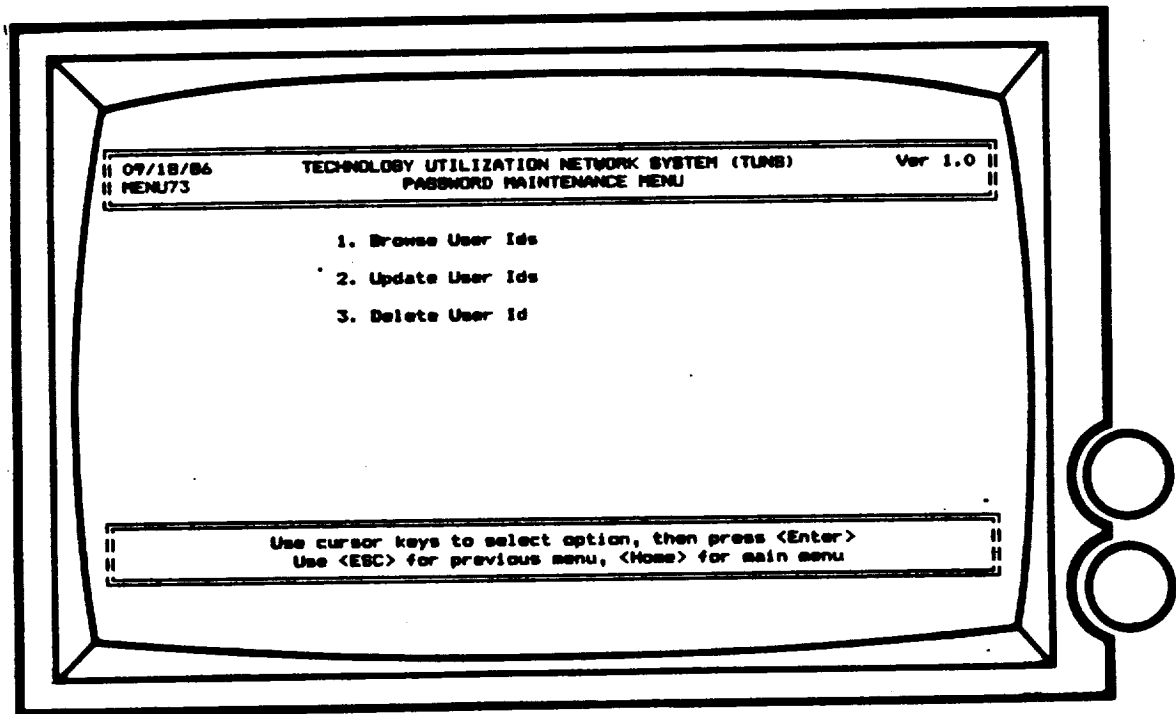 09/18/86 TECHNOLOGY UTILIZATION NETWORK SYSTEM (TUNS) Ver 1.0
MENU73 PASSWORD MAINTENANCE MENU
1. Browse User Ids
2. Update User Ids
3. Delete User Id
Use cursor keys to select option, then press <Enter>
Use <ESC> for previous menu, <Home> for main menu